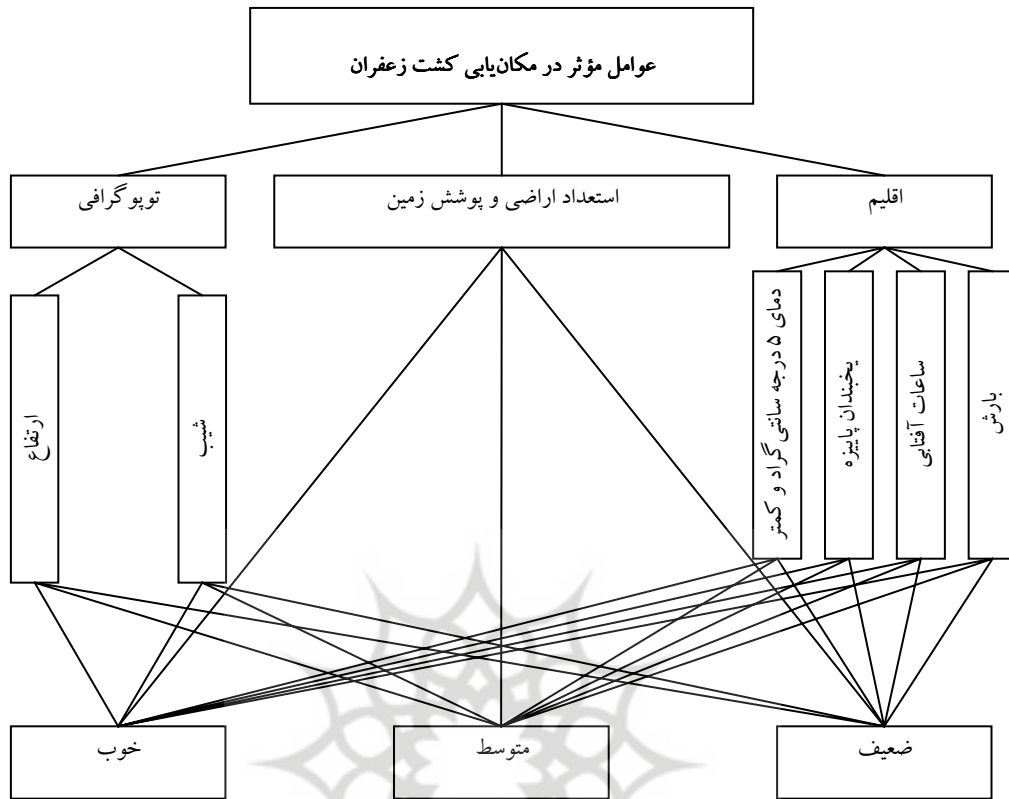 عوامل مؤثر در مکان‌یابی کشت زعفران
اقلیم
استعداد اراضی و پوشش زمین
توپوگرافی
بارش
ساعات آفتابی
یخبندان پاییزه
دمای ۵ درجه سانتی گراد و کمتر
شیب
ارتفاع
ضعیف
متوسط
خوب